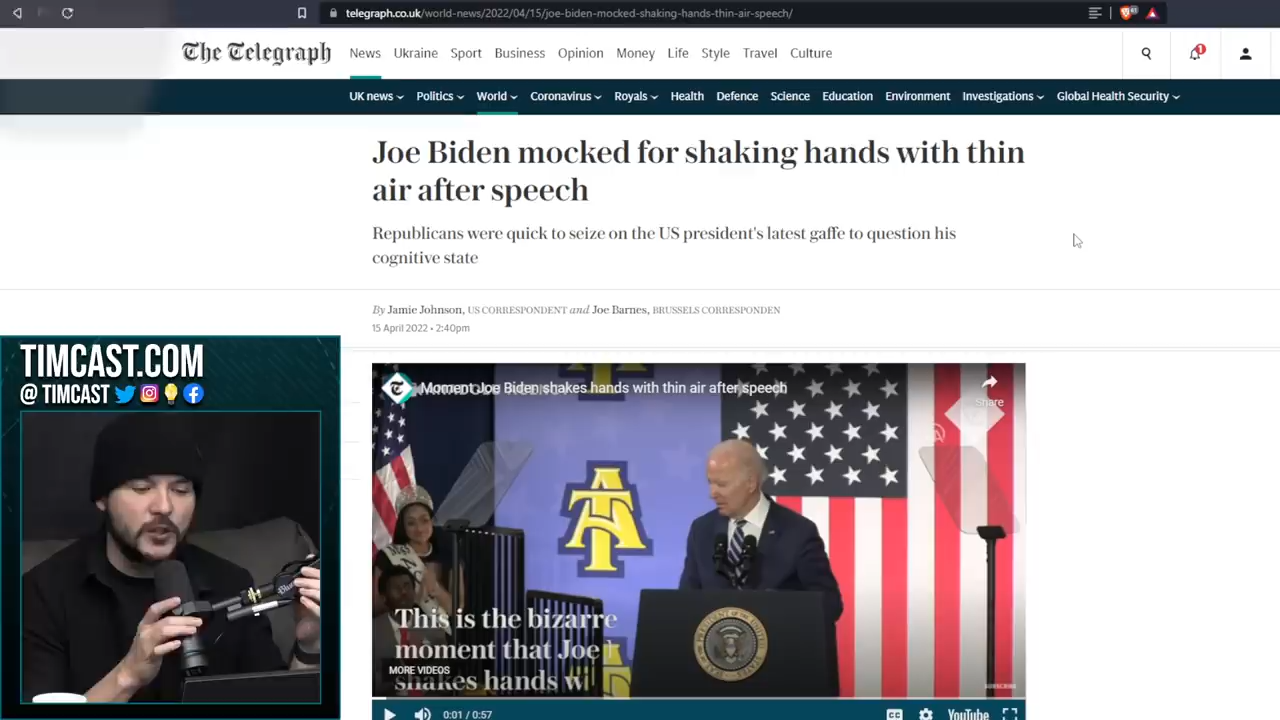 telegraph.co.uk/world-news/2022/04/15/joe-biden-mocked-shaking-hands-thin-air-speech/
The Telegraph
News Ukraine Sport Business Opinion Money Life Style Travel Culture
1
UK news Politics World Coronavirus Royals Health Defence Science Education Environment Investigations Global Health Security
Joe Biden mocked for shaking hands with thin
air after speech
Republicans were quick to seize on the US president's latest gaffe to question his
cognitive state
By Jamie Johnson, US CORRESPONDENT and Joe Barnes, BRUSSELS CORRESPONDEN
15 April 2022 • 2:40pm
TIMCAST.COM
@ TIMCAST
Moment Joe Biden shakes hands with thin air after speech
Share
AT
This is the bizarre
moment that Joe
MORE VIDEOS
shakes hands wi
SUBSCRIBE
0:01 / 0:57
CC
YouTube